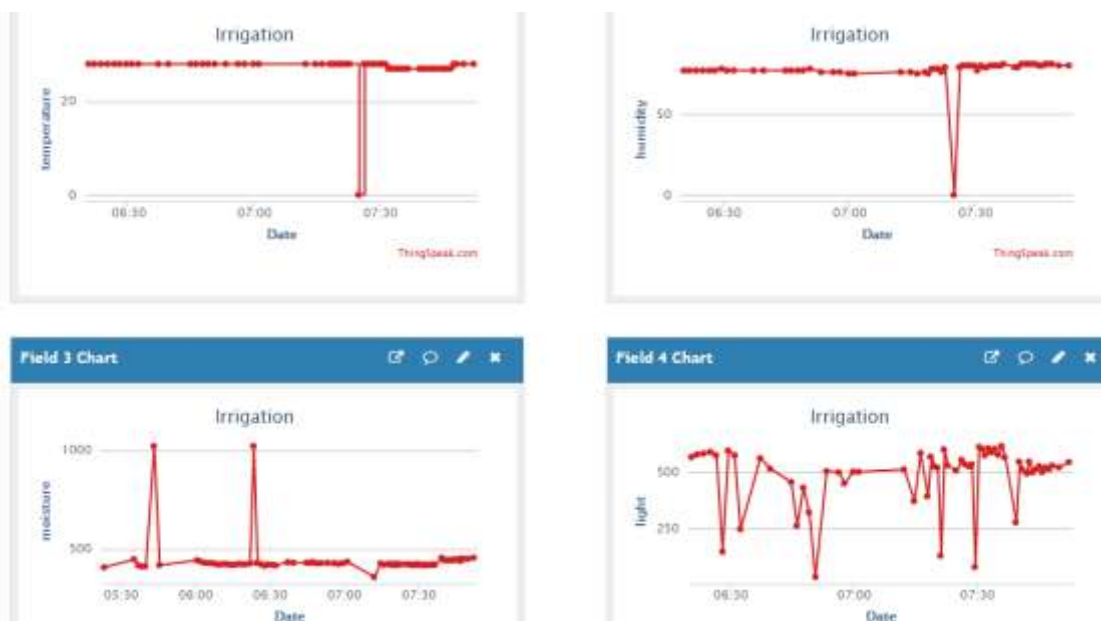 Irrigation
temperature
20
0
06:30 07:00 07:30
Date
ThingSpeak.com
Irrigation
humidity
50
0
06:30 07:00 07:30
Date
ThingSpeak.com
Field 3 Chart
Irrigation
moisture
1000
500
05:30 06:00 06:30 07:00 07:30
Date
Field 4 Chart
Irrigation
light
500
250
06:30 07:00 07:30
Date